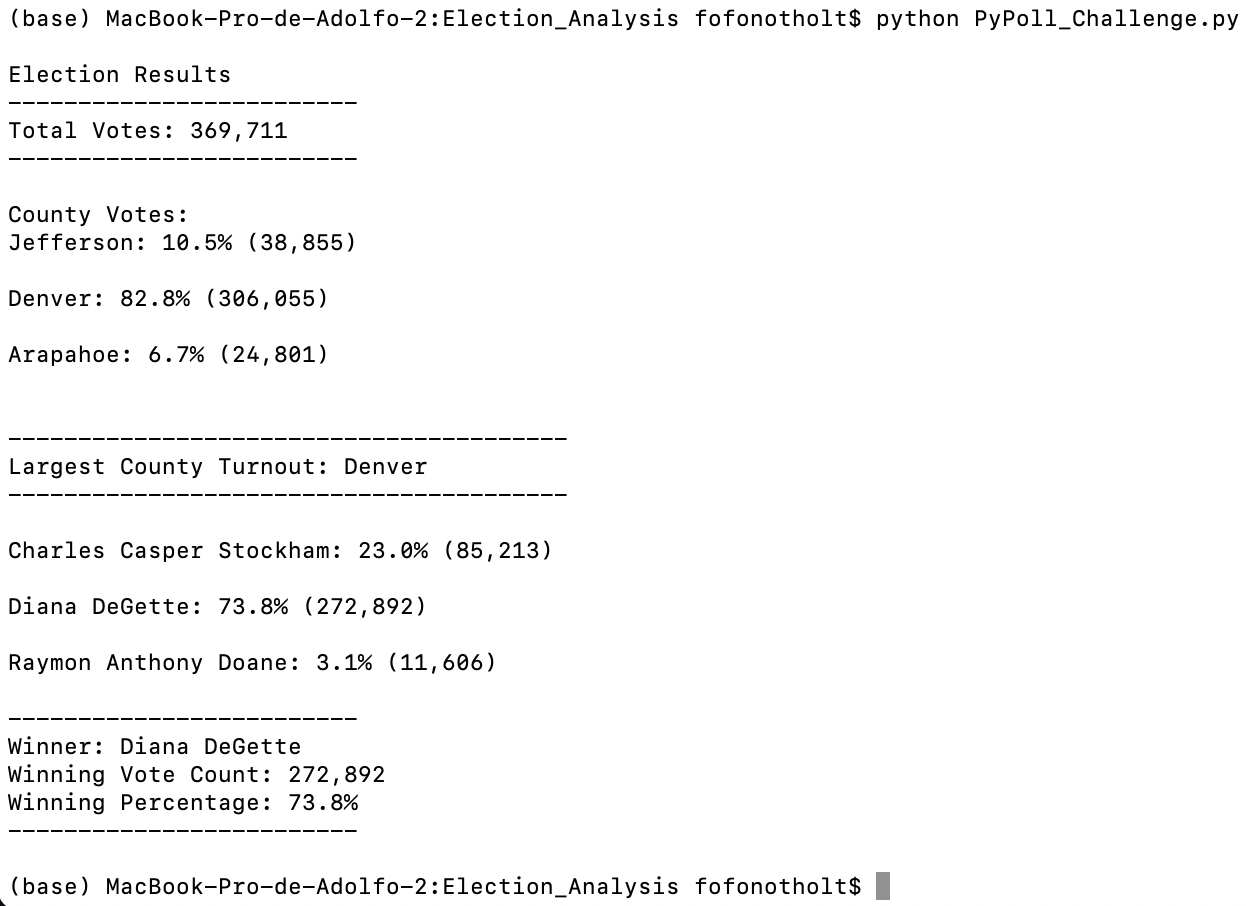 (base) MacBook-Pro-de-Adolfo-2:Election_Analysis fofonotholt$ python PyPoll_Challenge.py
Election Results
-------------------------
Total Votes: 369,711
-------------------------
County Votes:
Jefferson: 10.5% (38,855)
Denver: 82.8% (306,055)
Arapahoe: 6.7% (24,801)
----------------------------------------
Largest County Turnout: Denver
----------------------------------------
Charles Casper Stockham: 23.0% (85,213)
Diana DeGette: 73.8% (272,892)
Raymon Anthony Doane: 3.1% (11,606)
-------------------------
Winner: Diana DeGette
Winning Vote Count: 272,892
Winning Percentage: 73.8%
-------------------------
(base) MacBook-Pro-de-Adolfo-2:Election_Analysis fofonotholt$